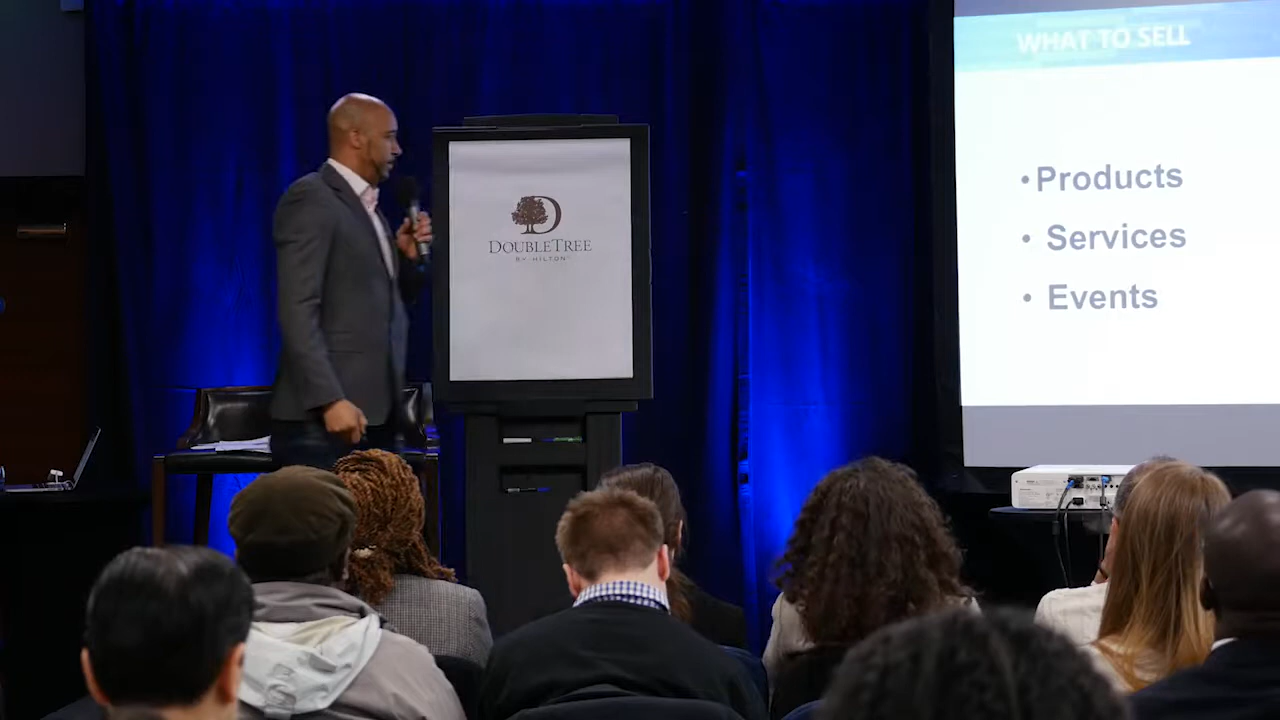 WHAT TO SELL
• Products
• Services
• Events
D
DOUBLETREE
BY HILTON